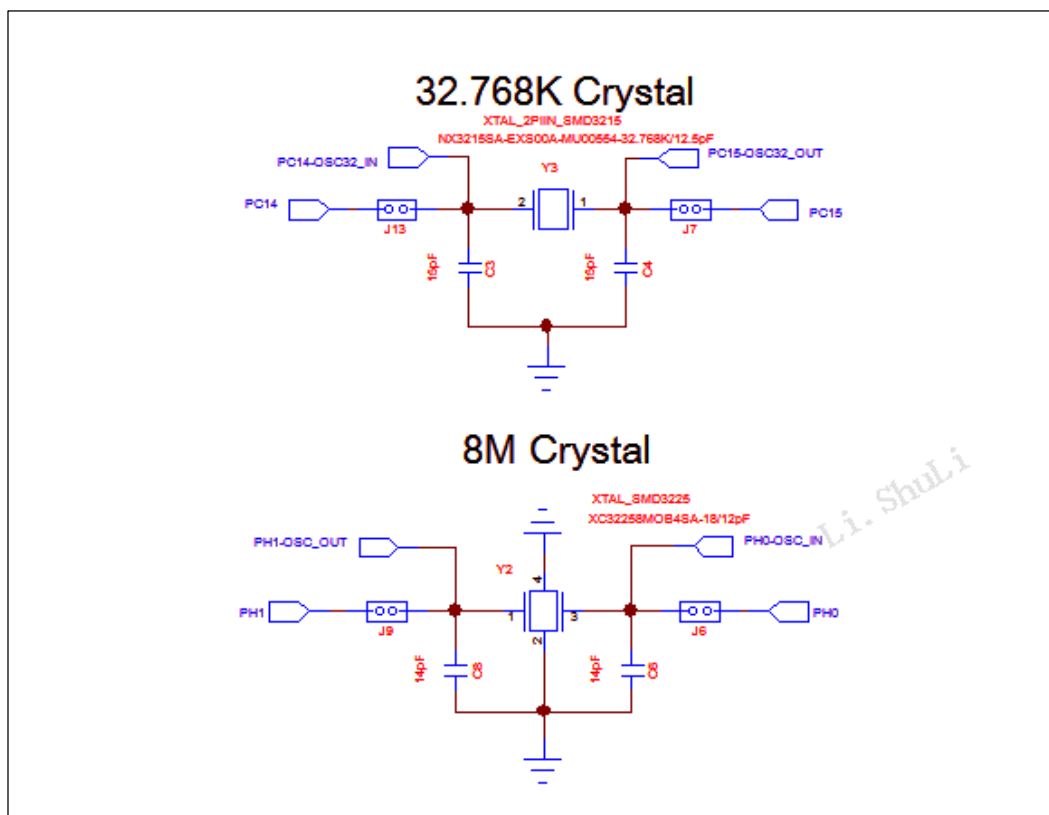 32.768K Crystal
XTAL_2PIIN_SMD3215
NX3215SA-EXS00A-MU00554-32.768K/12.5pF
PC14-OSC32_IN
PC15-OSC32_OUT
Y3
PC14
J13
2
1
J7
PC15
15pF
C3
15pF
C4
8M Crystal
XTAL_SMD3225
XC32258MOB4SA-18/12pF
Li.ShuLi
PH1-OSC_OUT
PH0-OSC_IN
Y2
4
PH1
J9
1
3
J6
PH0
2
14pF
14pF